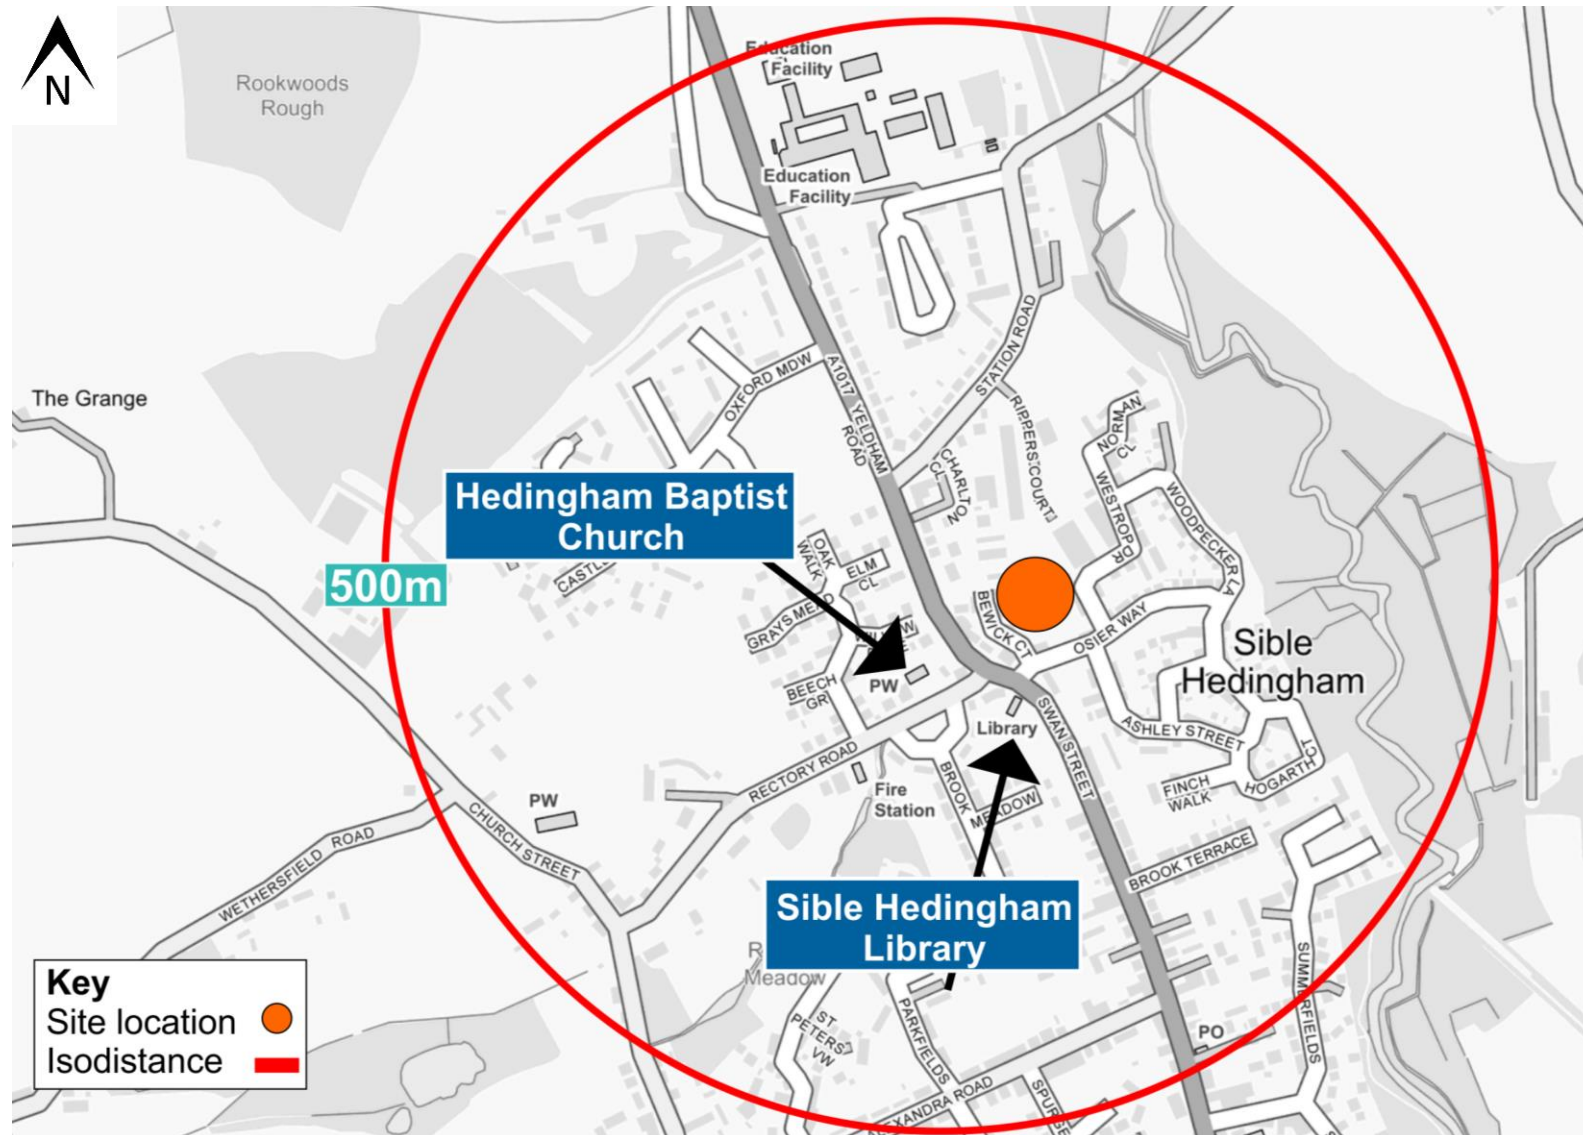 N
Rookwoods
Rough
Education
Facility
Education
Facility
The Grange
OXFORD MDW
A1017 YELDHAM
ROAD
STATION ROAD
RIPPERS COURT
CHARLTON
CL
NORMAN
CL
WESTROP DR
WOODPECKER LA
Hedingham Baptist
Church
500m
CASTLE
OAK
WALK
ELM
CL
GRAYS MEAD
BEECH
GR
BEWICK CT
OSIER WAY
Sible
Hedingham
PW
Library
SWAN STREET
ASHLEY STREET
HOGARTH CT
FINCH
WALK
RECTORY ROAD
BROOK
MEADOW
Fire
Station
PW
CHURCH STREET
WETHERSFIELD ROAD
BROOK TERRACE
Sible Hedingham
Library
Meadow
SUMMERFIELDS
PARKFIELDS
ST
PETERS
VW
PO
Key
Site location
Isodistance